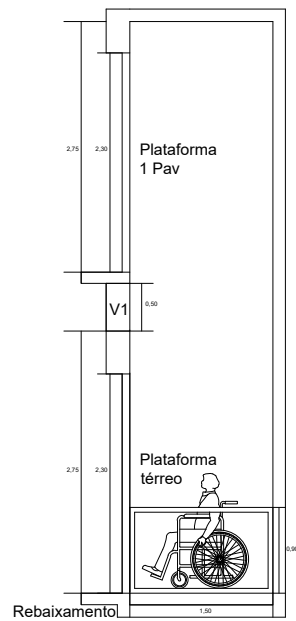 2,75
2,30
Plataforma
1 Pav
V1
0,50
2,75
2,30
Plataforma
térreo
0,90
Rebaixamento
1,50